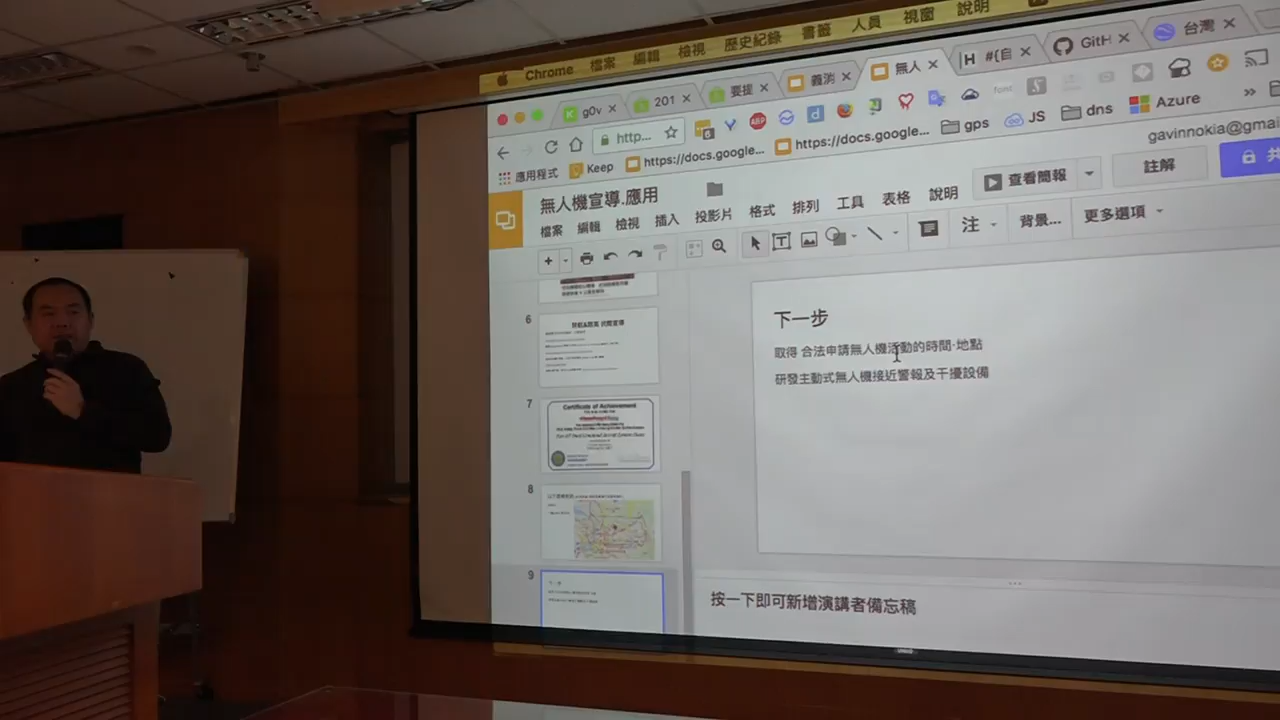 Chrome 檔案 編輯 檢視 歷史紀錄 書籤 人員 視窗 說明
g0v 201 要提 義消 無人 #{自 GitH 台灣
http...
應用程式 Keep https://docs.google... https://docs.google... gps JS dns Azure
gavinnokia@gmai
無人機宣導.應用
檔案 編輯 檢視 插入 投影片 格式 排列 工具 表格 說明
查看簡報 註解
注 背景... 更多選項
6
7
Certificate of Achievement
8
9
下一步
取得 合法申請無人機活動的時間·地點
研發主動式無人機接近警報及干擾設備
按一下即可新增演講者備忘稿